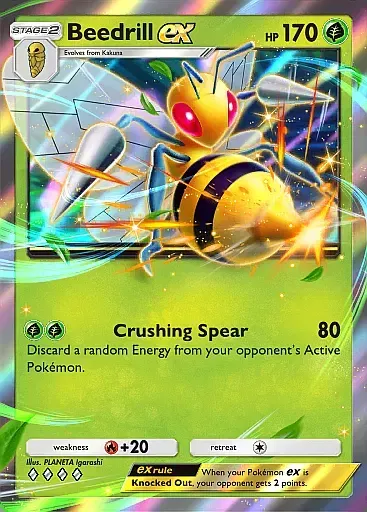 STAGE 2 Beedrill ex HP 170
Evolves from Kakuna
Crushing Spear 80
Discard a random Energy from your opponent's Active
Pokémon.
weakness +20 retreat
Illus. PLANETA Igarashi
ex rule When your Pokémon ex is
Knocked Out, your opponent gets 2 points.